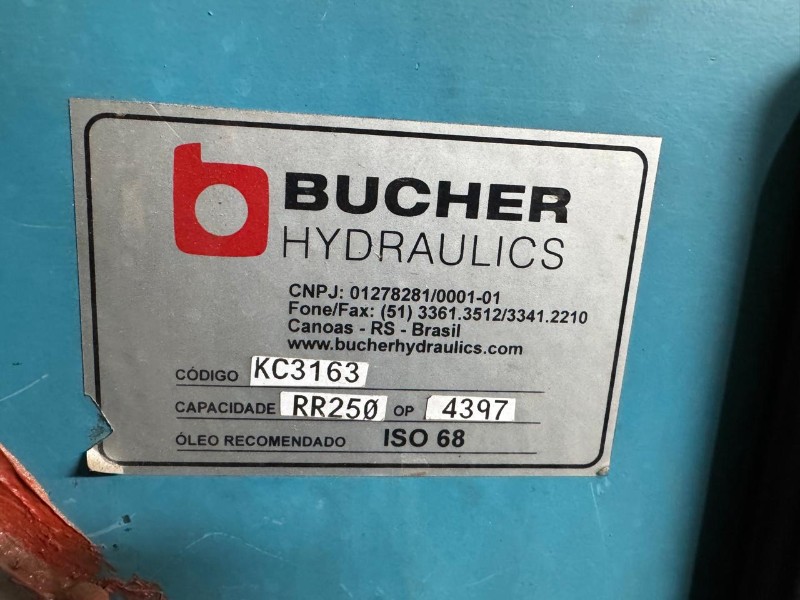 BUCHER
HYDRAULICS
CNPJ: 01278281/0001-01
Fone/Fax: (51) 3361.3512/3341.2210
Canoas - RS - Brasil
www.bucherhydraulics.com
CÓDIGO KC3163
CAPACIDADE RR250 OP 4397
ÓLEO RECOMENDADO ISO 68